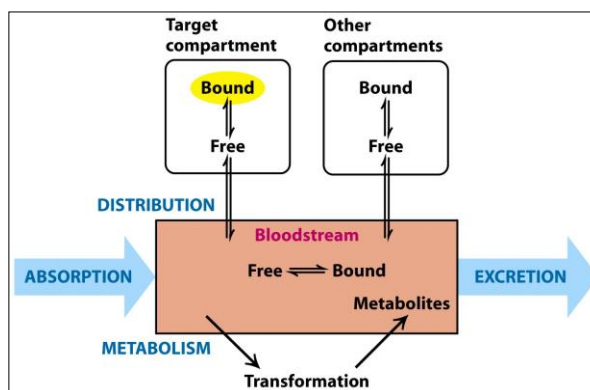 Target
compartment
Other
compartments
Bound
Bound
Free
Free
DISTRIBUTION
Bloodstream
ABSORPTION
Free Bound
EXCRETION
Metabolites
METABOLISM
Transformation